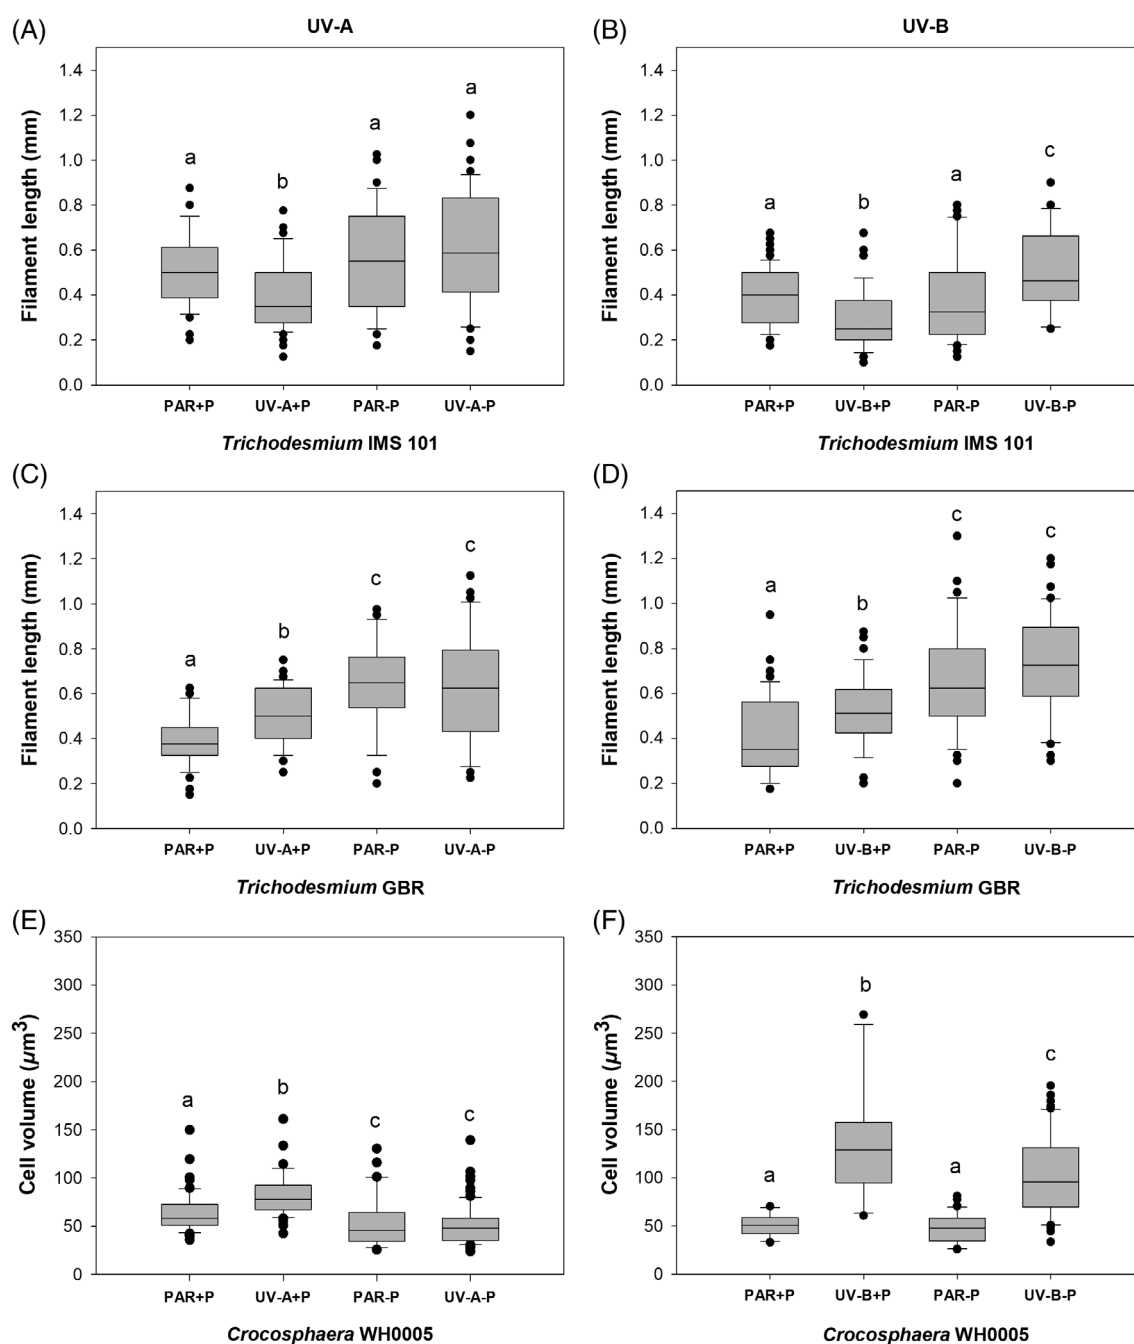 (A)
UV-A
Filament length (mm)
1.4
1.2
1.0
0.8
0.6
0.4
0.2
0.0
a
b
a
a
PAR+P UV-A+P PAR-P UV-A-P
Trichodesmium IMS 101
(B)
UV-B
Filament length (mm)
1.4
1.2
1.0
0.8
0.6
0.4
0.2
0.0
a
b
a
c
PAR+P UV-B+P PAR-P UV-B-P
Trichodesmium IMS 101
(C)
Filament length (mm)
1.4
1.2
1.0
0.8
0.6
0.4
0.2
0.0
a
b
c
c
PAR+P UV-A+P PAR-P UV-A-P
Trichodesmium GBR
(D)
Filament length (mm)
1.4
1.2
1.0
0.8
0.6
0.4
0.2
0.0
a
b
c
c
PAR+P UV-B+P PAR-P UV-B-P
Trichodesmium GBR
(E)
Cell volume (µm³)
350
300
250
200
150
100
50
0
a
b
c
c
PAR+P UV-A+P PAR-P UV-A-P
Crocosphaera WH0005
(F)
Cell volume (µm³)
350
300
250
200
150
100
50
0
a
b
a
c
PAR+P UV-B+P PAR-P UV-B-P
Crocosphaera WH0005